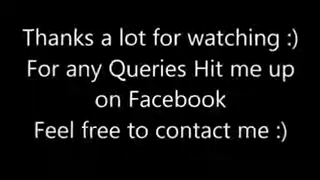 Thanks a lot for watching :)
For any Queries Hit me up
on Facebook
Feel free to contact me :)